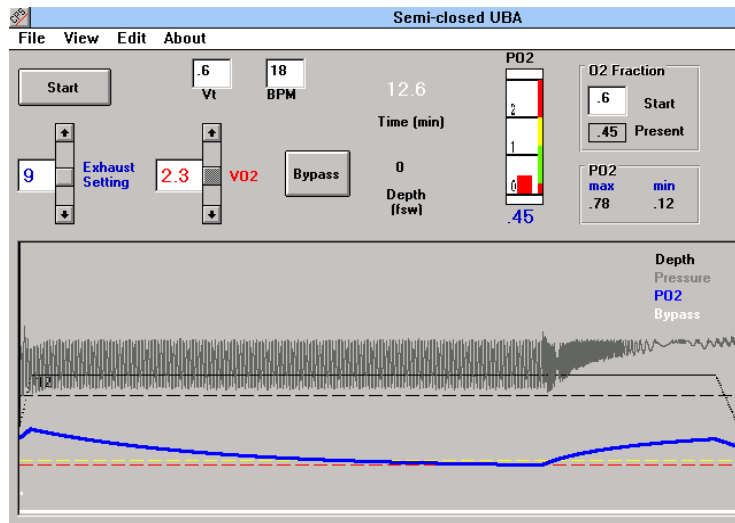 CPS
Semi-closed UBA
File View Edit About
Start
.6
Vt
18
BPM
12.6
Time (min)
PO2
2
1
0
.45
O2 Fraction
.6 Start
.45 Present
9
Exhaust
Setting
2.3
VO2
Bypass
0
Depth
(fsw)
PO2
max min
.78 .12
Depth
Pressure
PO2
Bypass
12